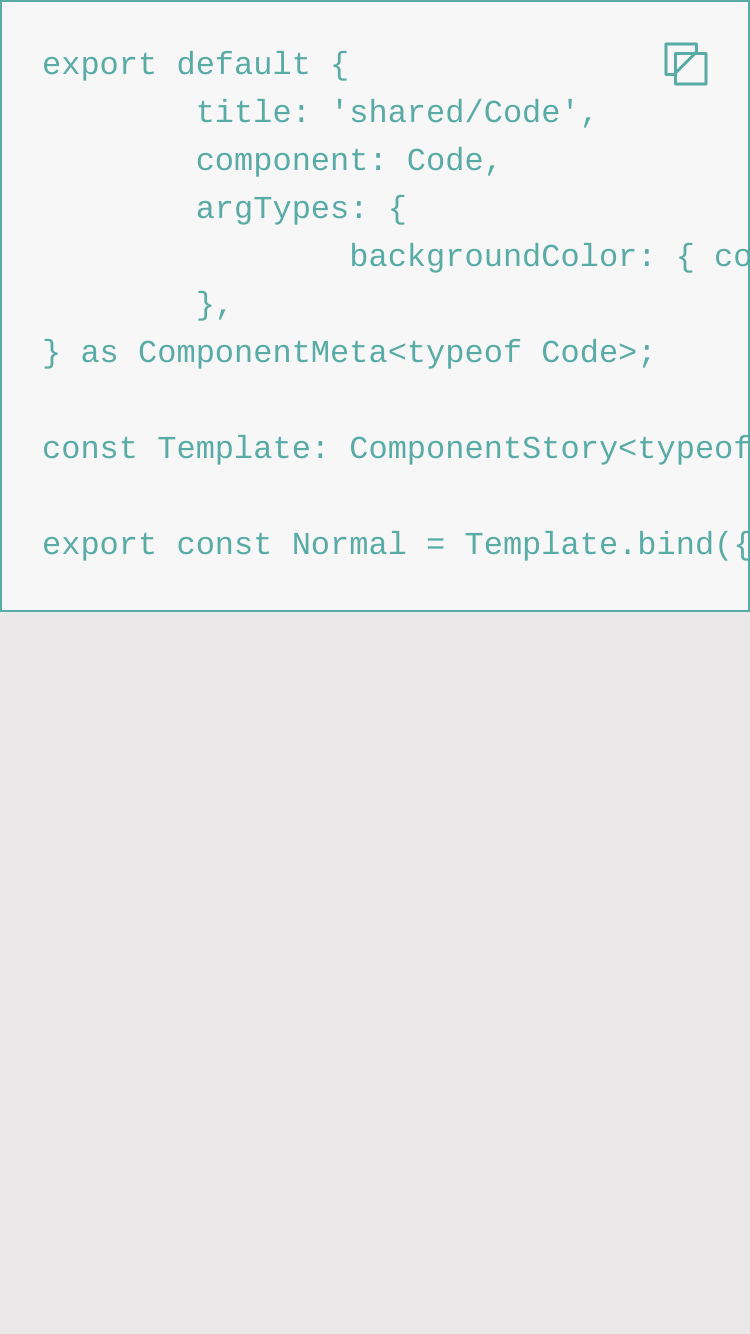 export default {
title: 'shared/Code',
component: Code,
argTypes: {
backgroundColor: { co
},
} as ComponentMeta<typeof Code>;
const Template: ComponentStory<typeof
export const Normal = Template.bind({